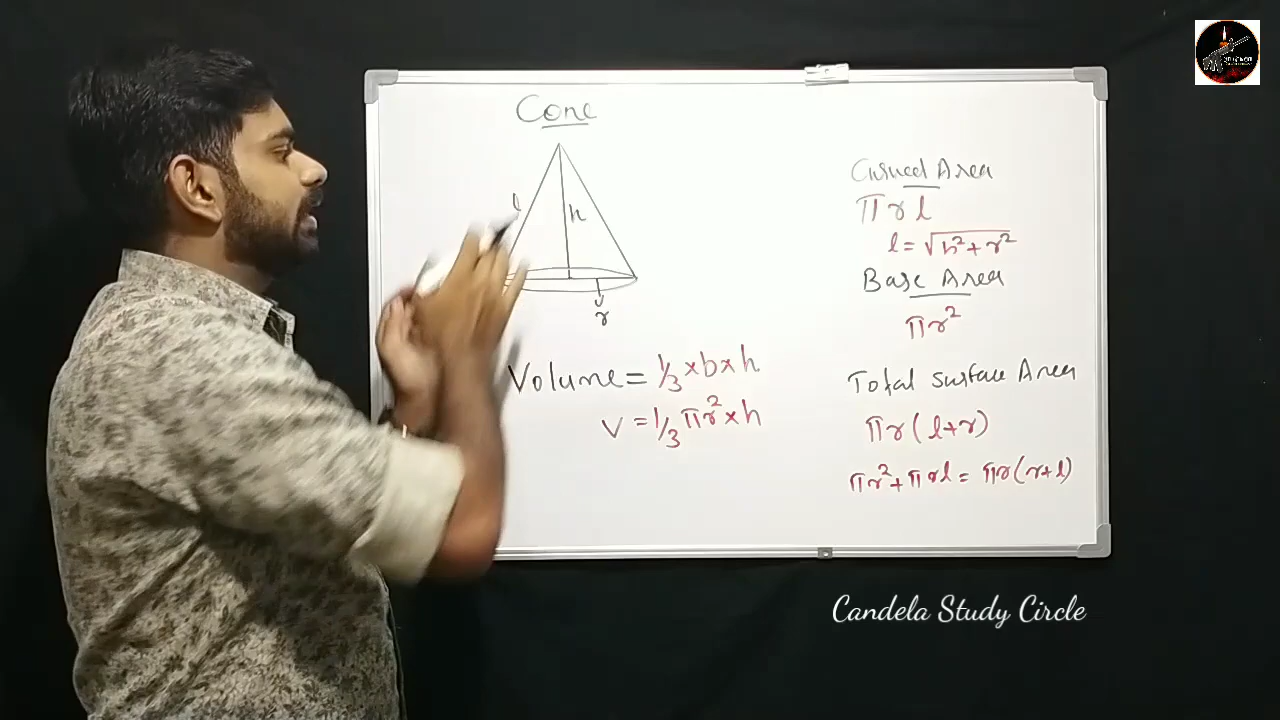 Cone
l
h
r
Volume = 1/3 × b × h
V = 1/3 πr² × h
Curved Area
πrl
l = √h² + r²
Base Area
πr²
Total Surface Area
πr(l+r)
πr² + πrl = πr(r+l)
Candela Study Circle